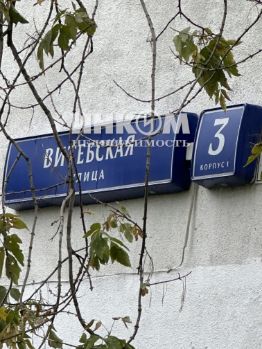 ИНКОМ
НЕДВИЖИМОСТЬ
ВИТЕБСКАЯ
УЛИЦА
3
КОРПУС 1